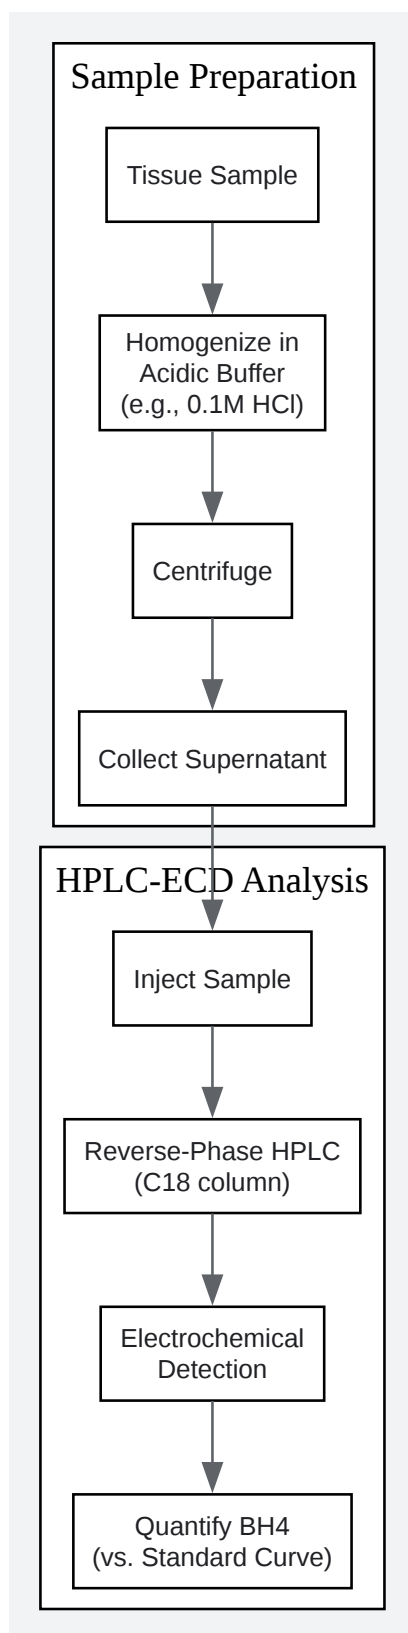 Sample Preparation
Tissue Sample
Homogenize in
Acidic Buffer
(e.g., 0.1M HCl)
Centrifuge
Collect Supernatant
HPLC-ECD Analysis
Inject Sample
Reverse-Phase HPLC
(C18 column)
Electrochemical
Detection
Quantify BH4
(vs. Standard Curve)